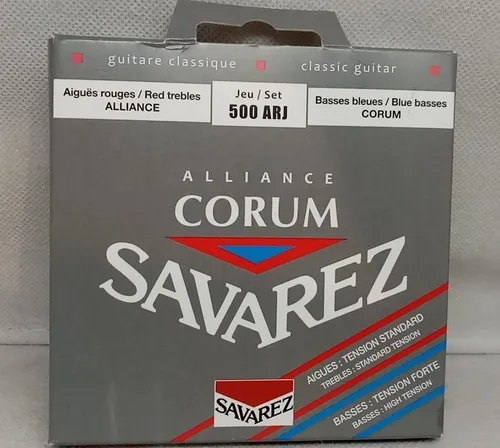 guitare classique
classic guitar
Aiguës rouges / Red trebles
ALLIANCE
Jeu / Set
500 ARJ
Basses bleues / Blue basses
CORUM
ALLIANCE
CORUM
SAVAREZ
AIGUES : TENSION STANDARD
TREBLES : STANDARD TENSION
BASSES : TENSION FORTE
BASSES : HIGH TENSION
SAVAREZ